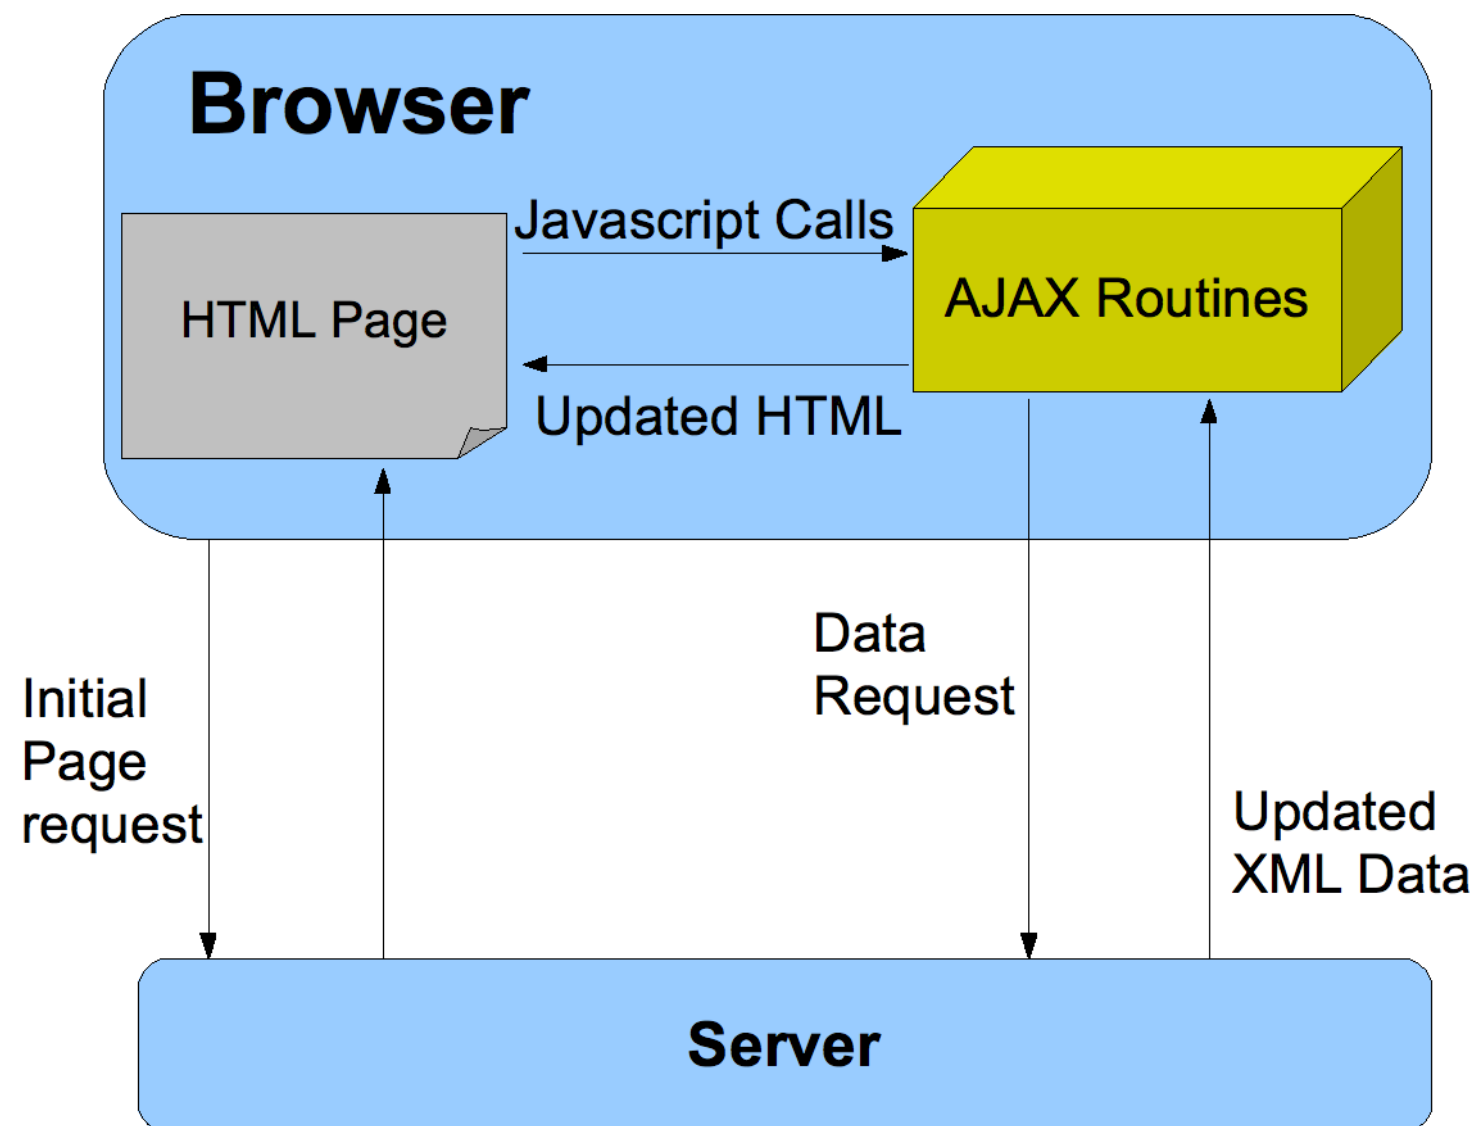 Browser
Javascript Calls
HTML Page
AJAX Routines
Updated HTML
Data
Request
Initial
Page
request
Updated
XML Data
Server